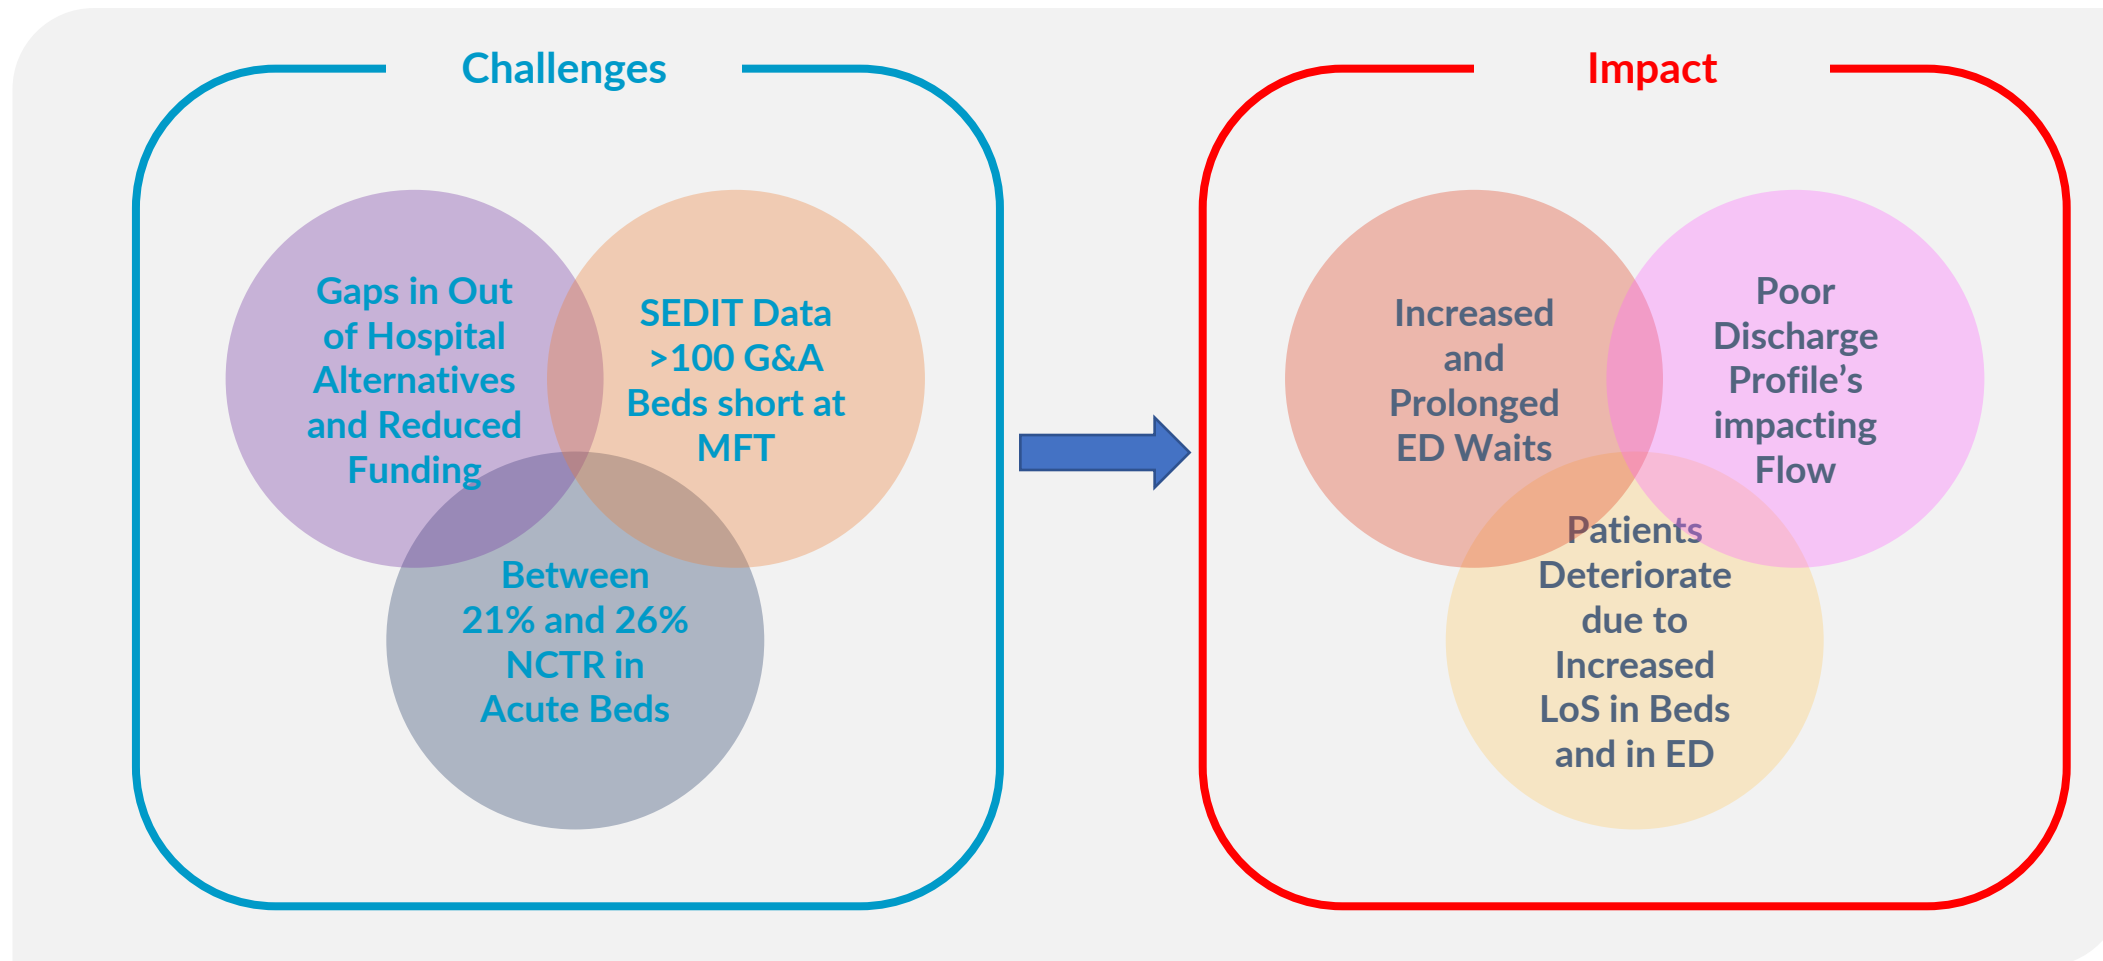 Challenges
Gaps in Out
of Hospital
Alternatives
and Reduced
Funding
SEDIT Data
>100 G&A
Beds short at
MFT
Between
21% and 26%
NCTR in
Acute Beds
Impact
Increased
and
Prolonged
ED Waits
Poor
Discharge
Profile’s
impacting
Flow
Patients
Deteriorate
due to
Increased
LoS in Beds
and in ED